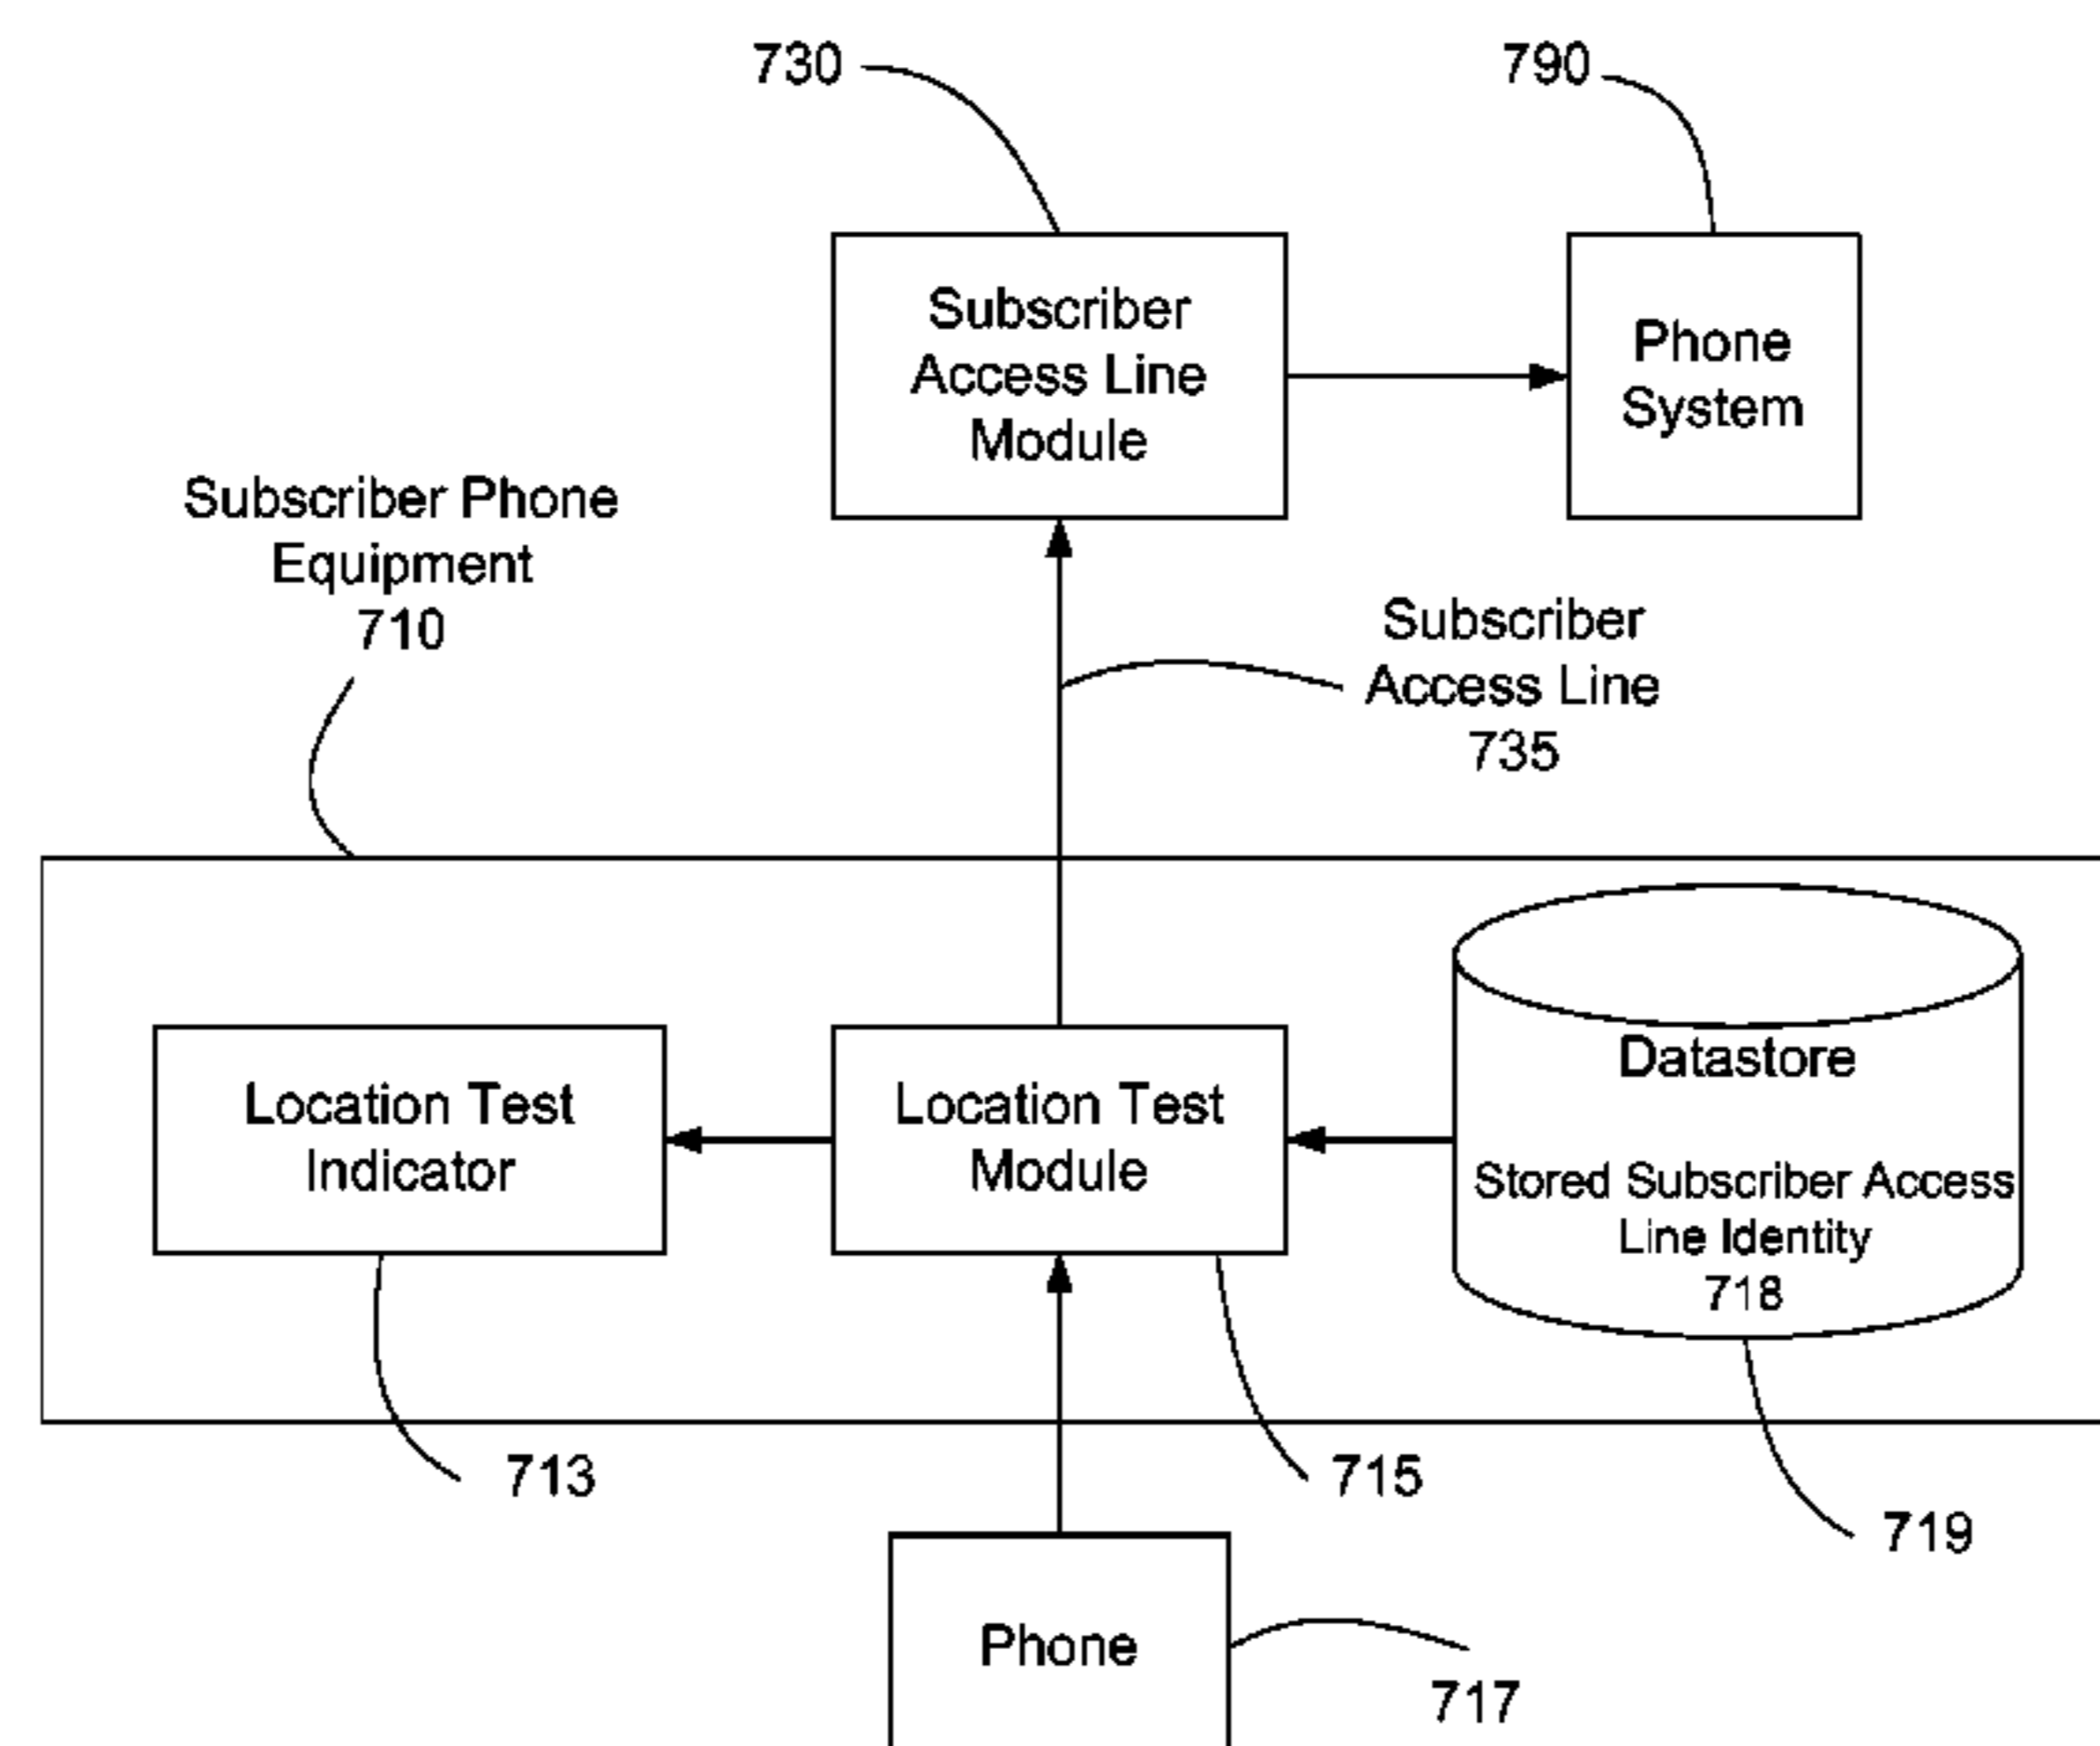 730
790
Subscriber
Access Line
Module
Phone
System
Subscriber Phone
Equipment
710
Subscriber
Access Line
735
Location Test
Indicator
Location Test
Module
Datastore
Stored Subscriber Access
Line Identity
718
713
715
719
Phone
717